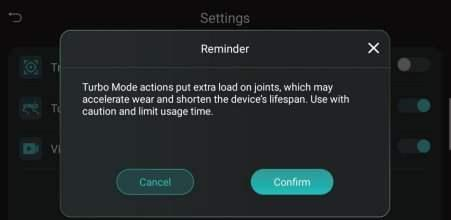 Settings
Reminder
Turbo Mode actions put extra load on joints, which may
accelerate wear and shorten the device's lifespan. Use with
caution and limit usage time.
Cancel
Confirm